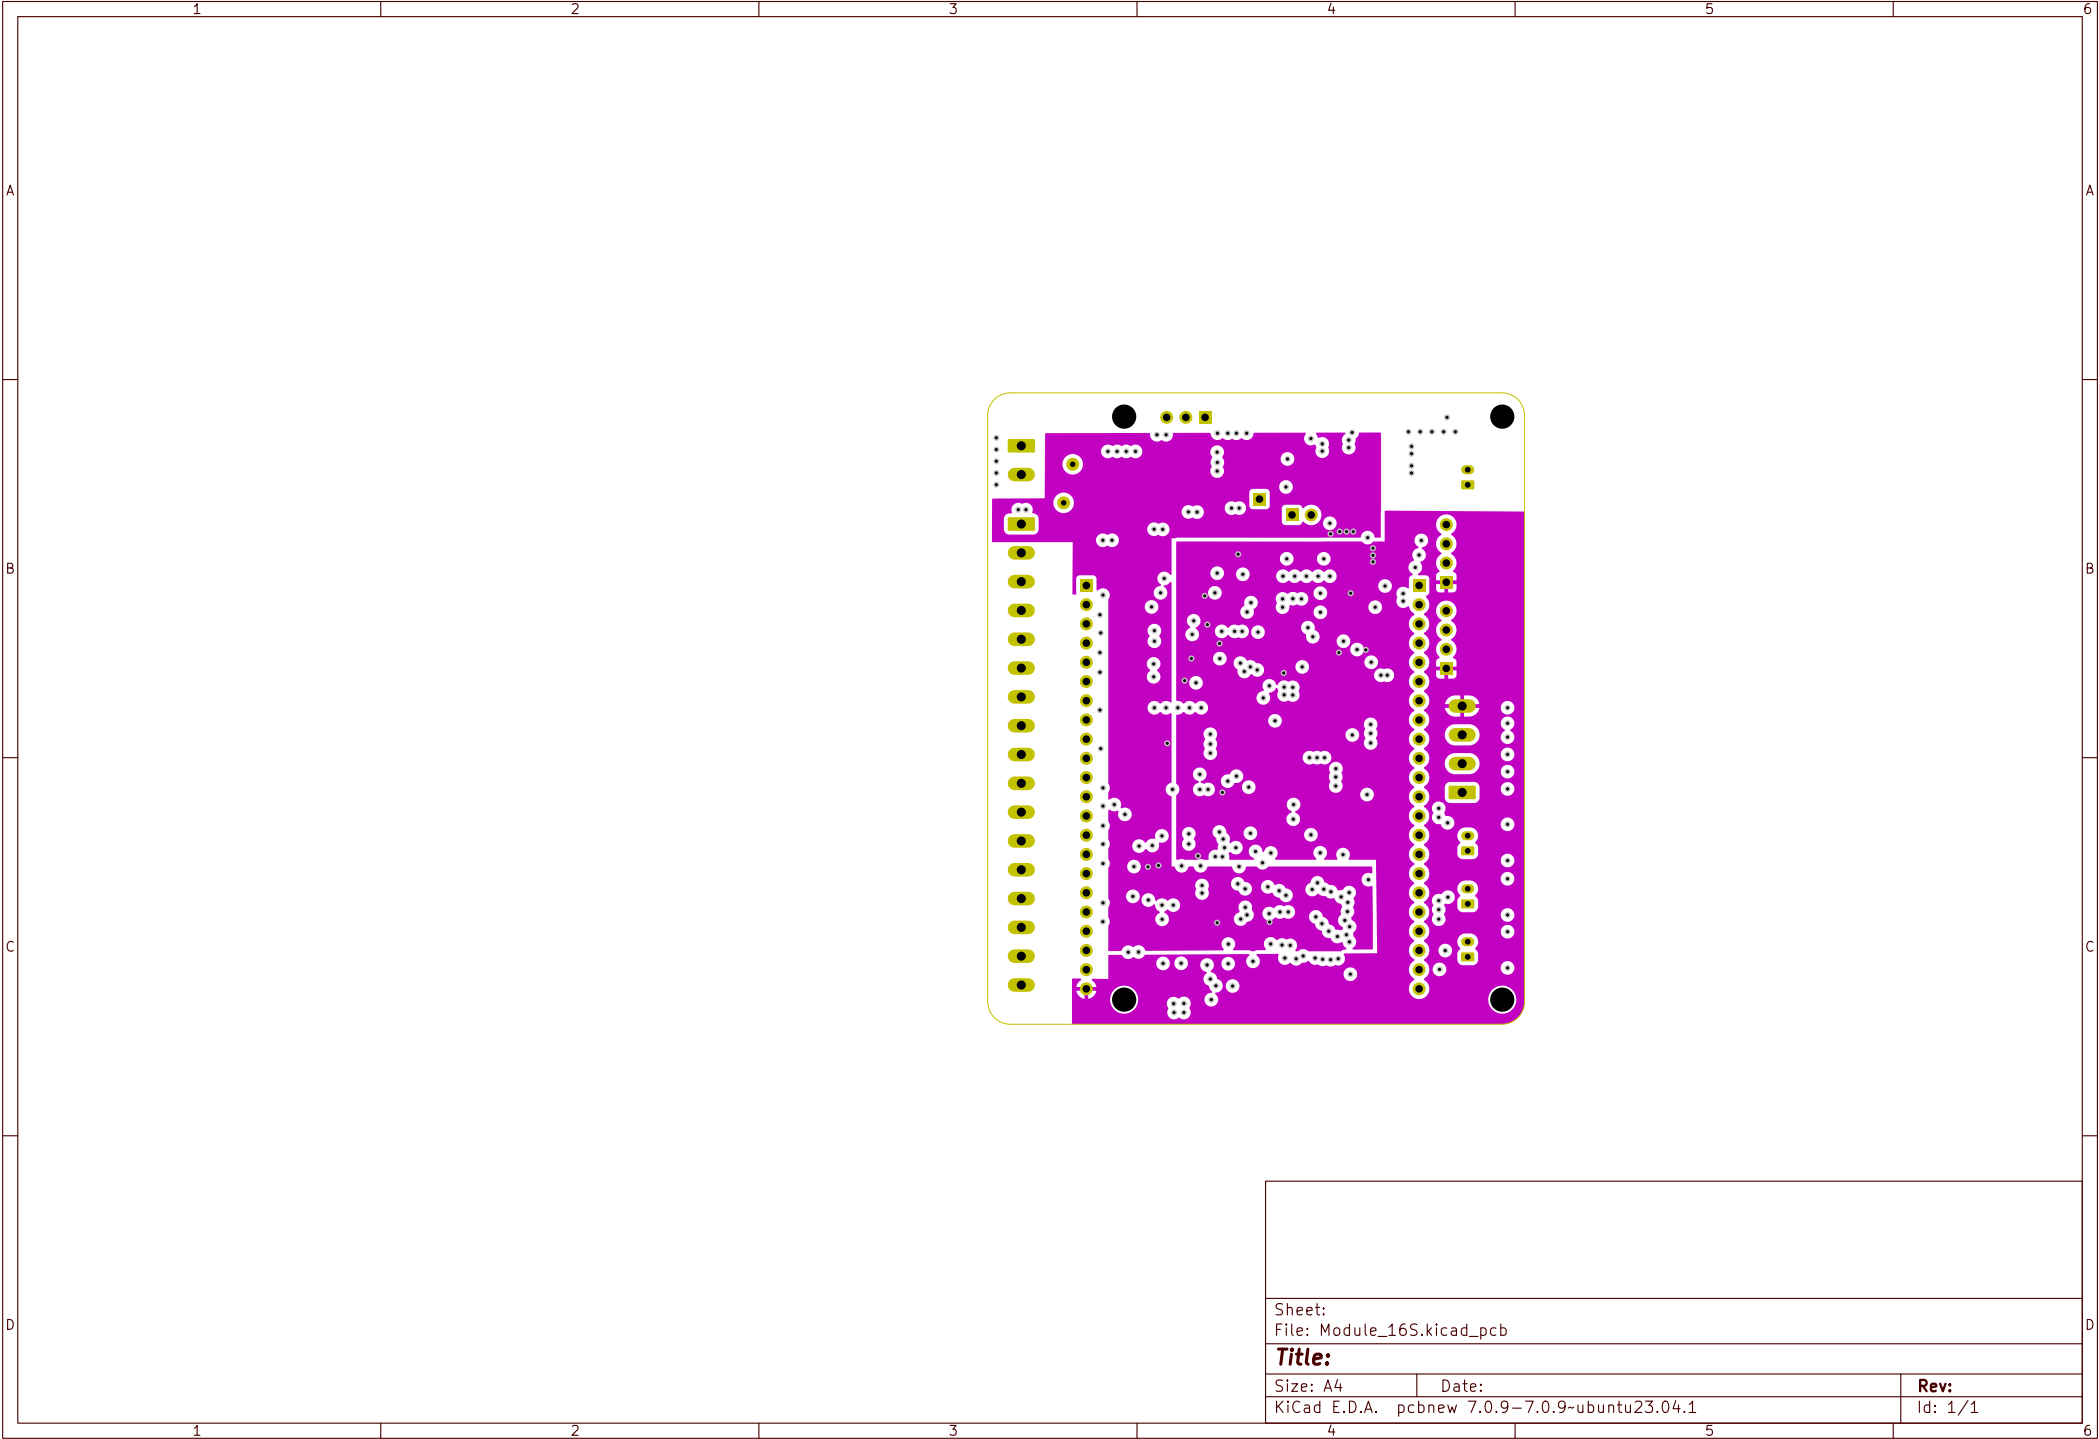 1 2 3 4 5 6
A A
B B
C C
D D
Sheet:
File: Module_16S.kicad_pcb
Title:
Size: A4 Date: Rev:
KiCad E.D.A. pcbnew 7.0.9-7.0.9~ubuntu23.04.1 Id: 1/1
1 2 3 4 5 6